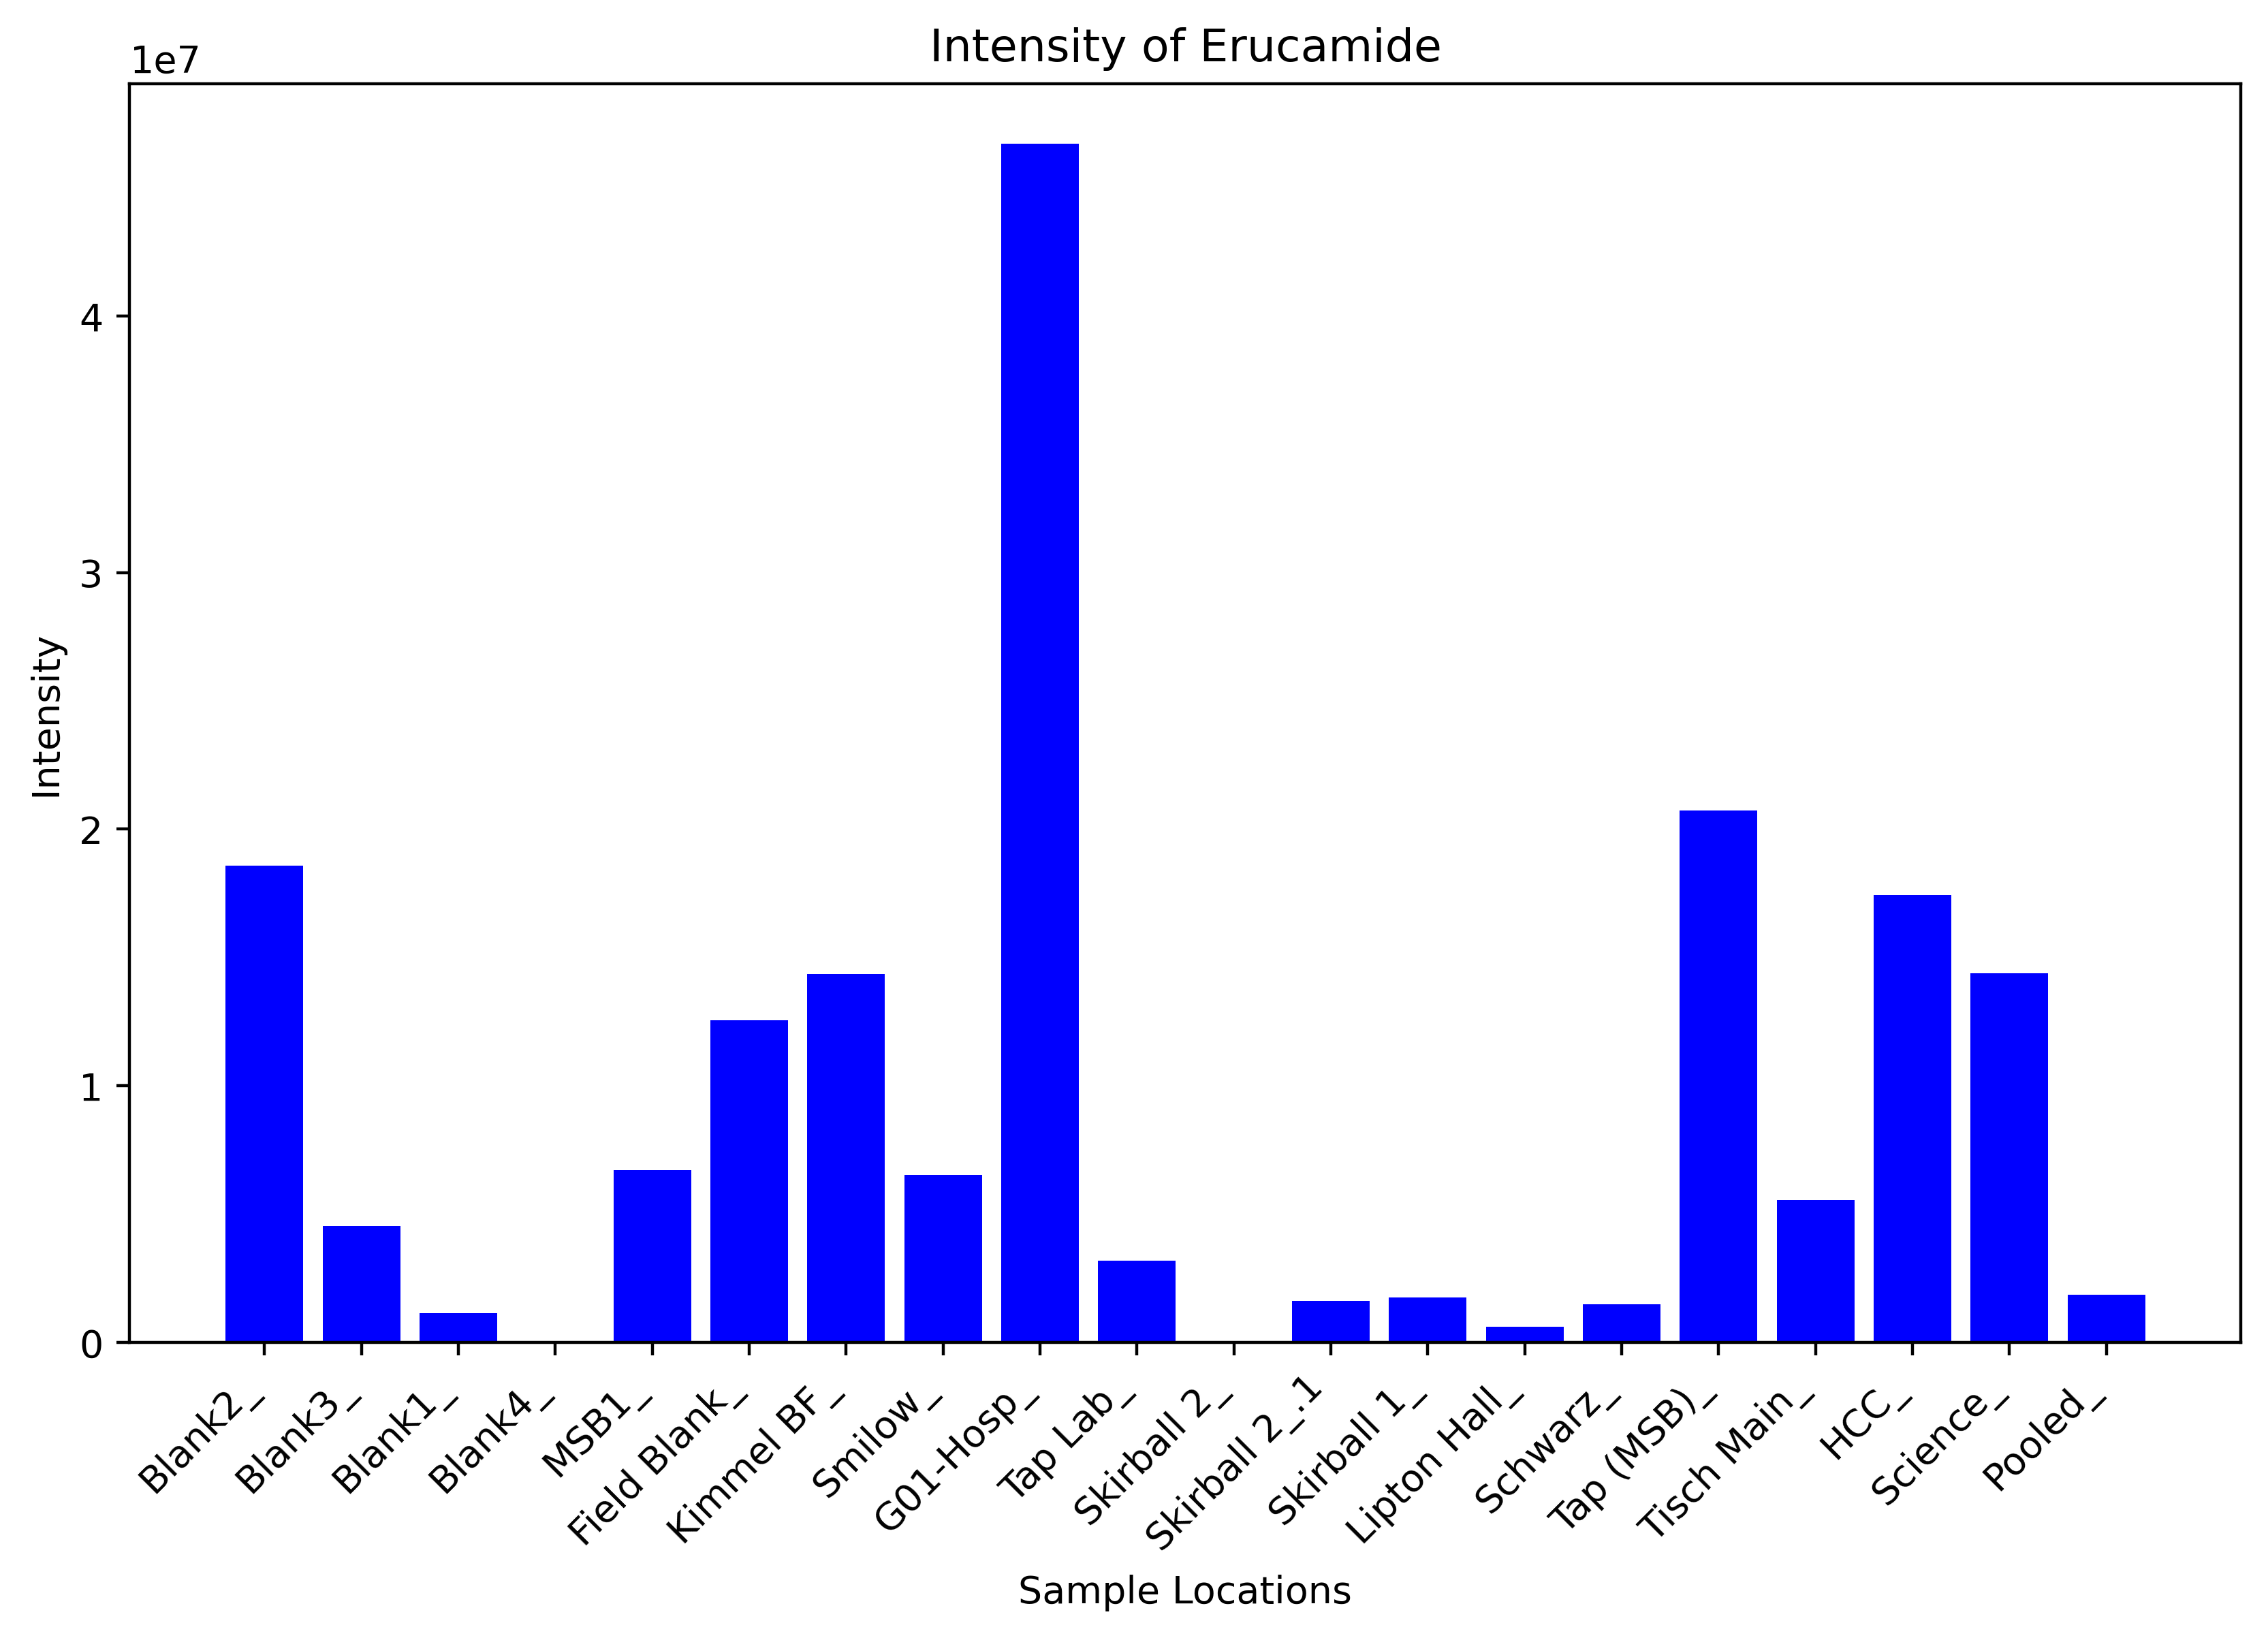 Intensity of Erucamide
1e7
4
3
2
1
0
Intensity
Blank2_
Blank3_
Blank1_
Blank4_
MSB1_
Field Blank_
Kimmel BF_
Smilow_
G01-Hosp_
Tap Lab_
Skirball 2_
Skirball 2_.1
Skirball 1_
Lipton Hall_
Schwarz_
Tap (MSB)_
Tisch Main_
HCC_
Science_
Pooled_
Sample Locations